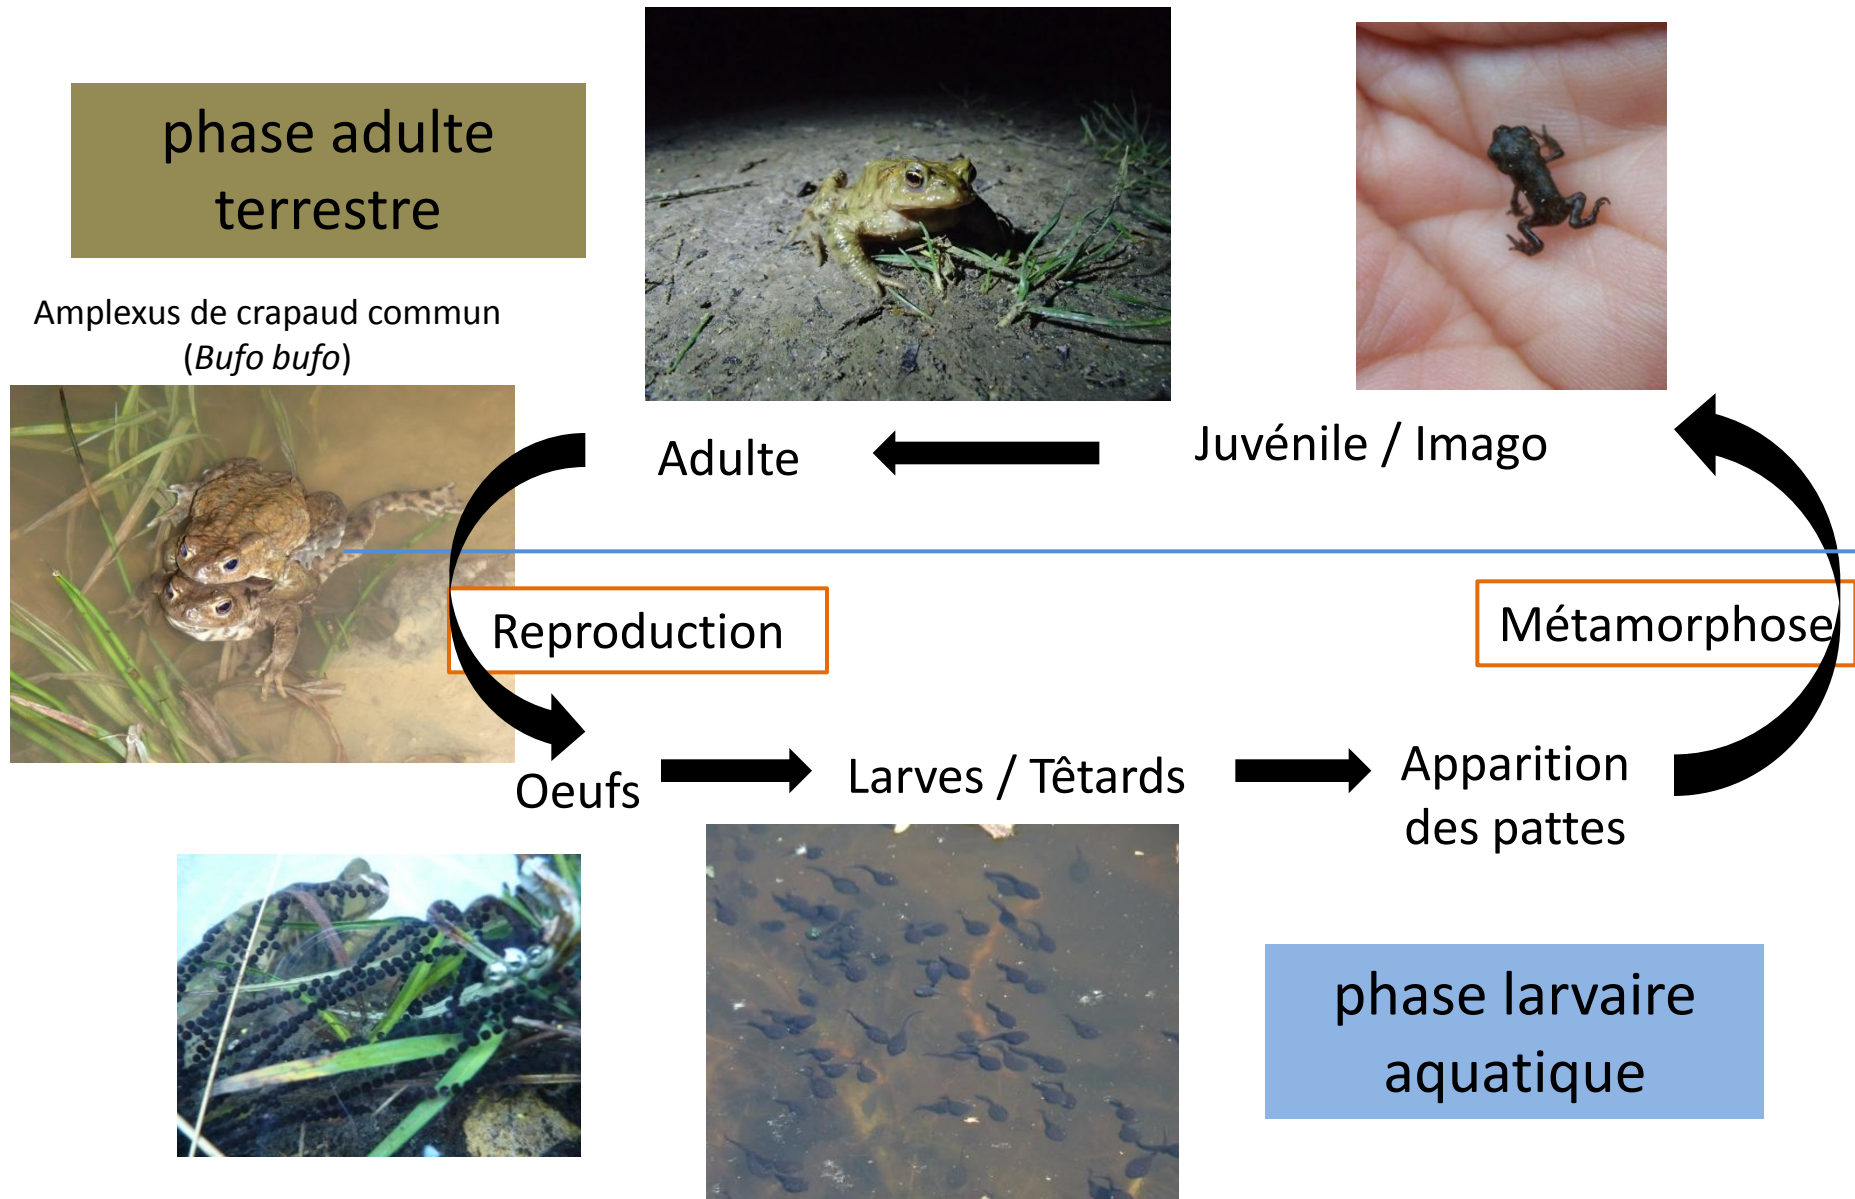 phase adulte
terrestre
Amplexus de crapaud commun
(Bufo bufo)
Adulte
Juvénile / Imago
Reproduction
Métamorphose
Oeufs
Larves / Têtards
Apparition
des pattes
phase larvaire
aquatique